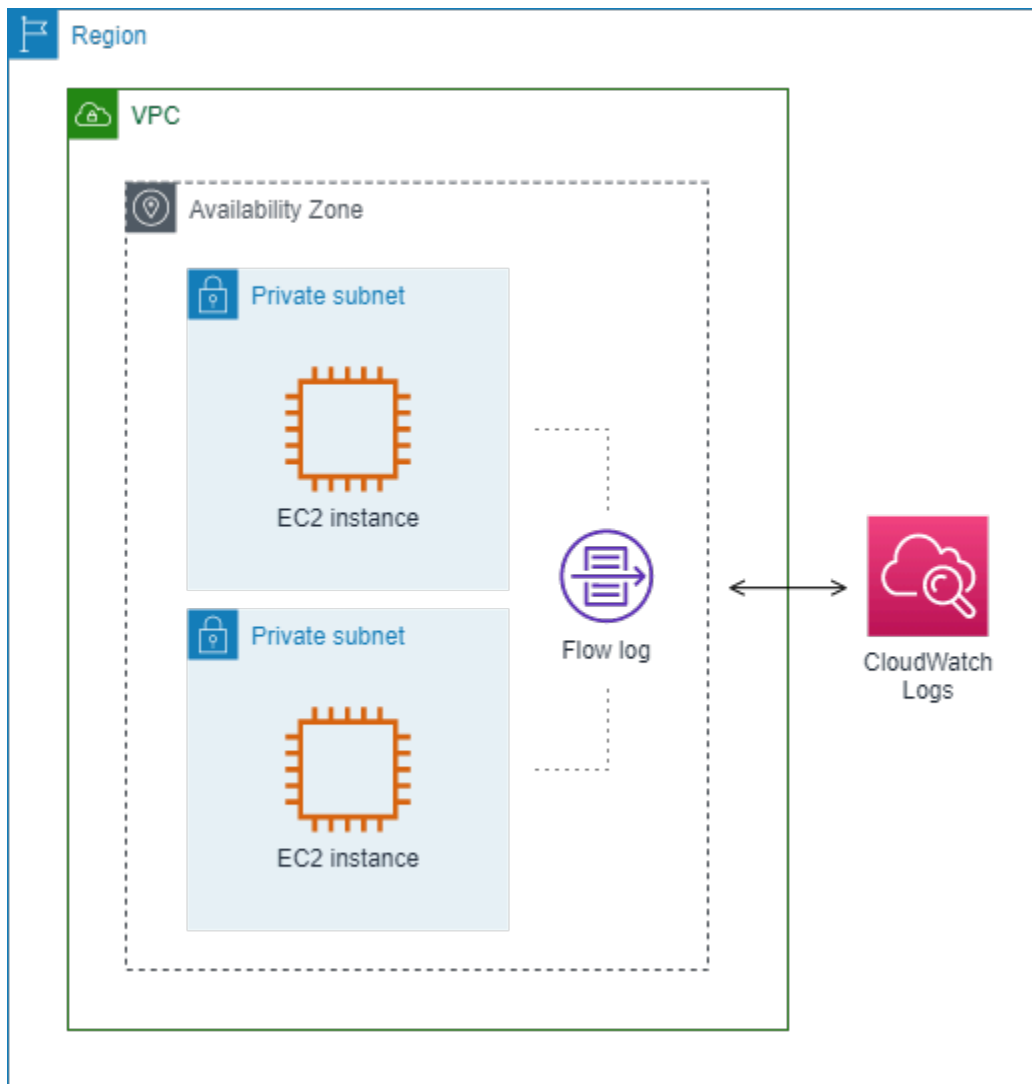 Region
VPC
Availability Zone
Private subnet
EC2 instance
Flow log
Private subnet
EC2 instance
CloudWatch
Logs